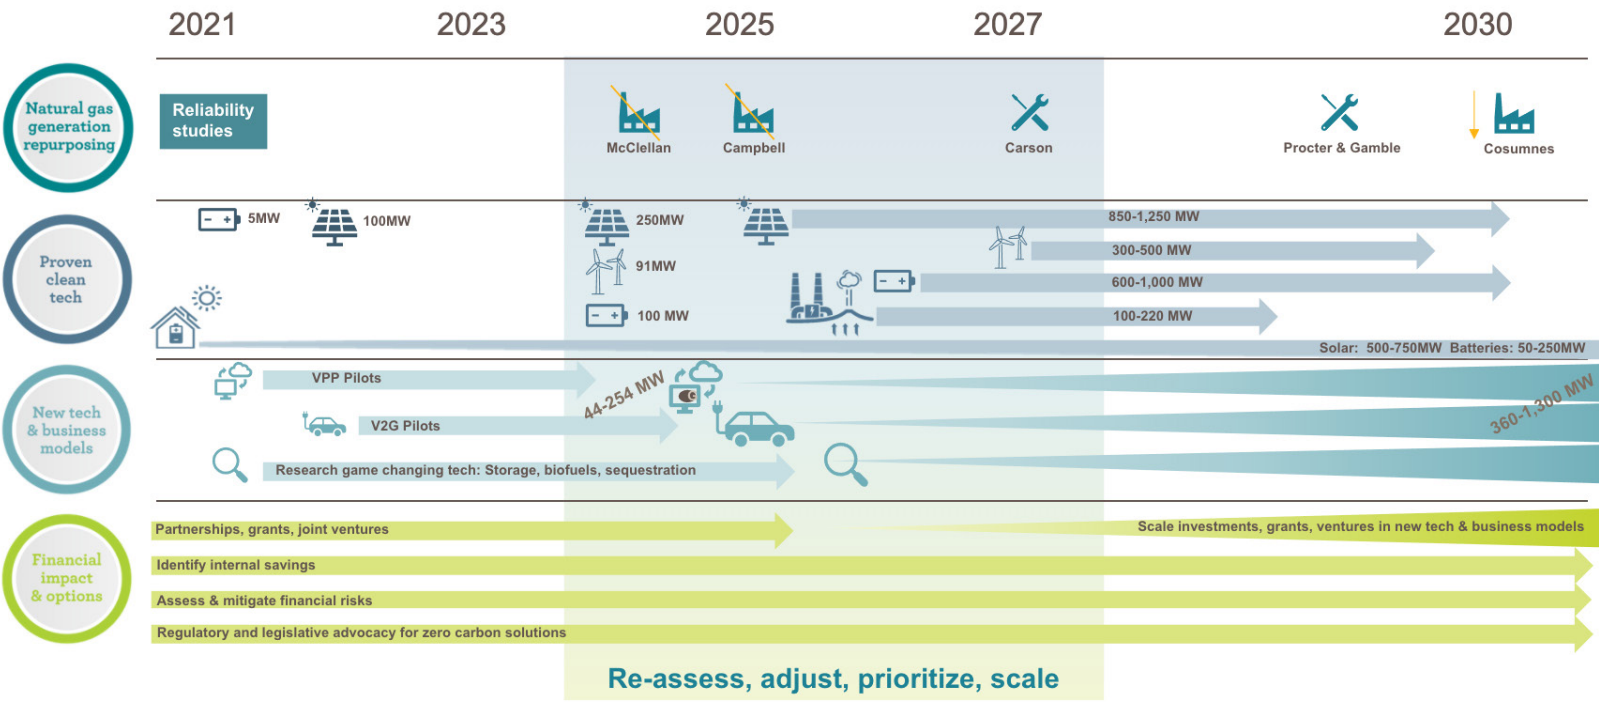 2021
2023
2025
2027
2030
Natural gas
generation
repurposing
Reliability
studies
McClellan
Campbell
Carson
Procter & Gamble
Cosumnes
Proven
clean
tech
5MW
100MW
250MW
91MW
100 MW
850-1,250 MW
300-500 MW
600-1,000 MW
100-220 MW
Solar: 500-750MW Batteries: 50-250MW
New tech
& business
models
VPP Pilots
V2G Pilots
Research game changing tech: Storage, biofuels, sequestration
44-254 MW
360-1,300 MW
Financial
impact
& options
Partnerships, grants, joint ventures
Scale investments, grants, ventures in new tech & business models
Identify internal savings
Assess & mitigate financial risks
Regulatory and legislative advocacy for zero carbon solutions
Re-assess, adjust, prioritize, scale